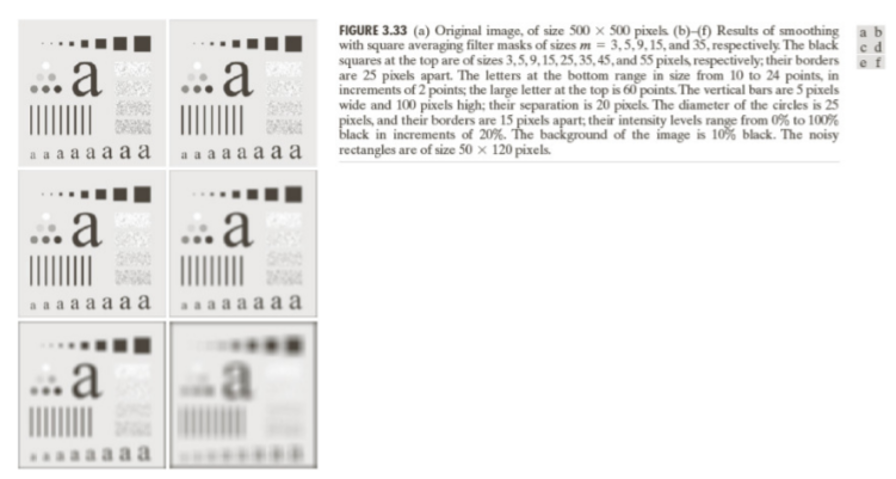 a a a a a a a a
a a a a a a a a
a a a a a a a a
a a a a a a a a
a a a a a a a a
a
a
a
a
a
a
FIGURE 3.33 (a) Original image, of size 500 × 500 pixels. (b)–(f) Results of smoothing
with square averaging filter masks of sizes m = 3, 5, 9, 15, and 35, respectively. The black
squares at the top are of sizes 3, 5, 9, 15, 25, 35, 45, and 55 pixels, respectively; their borders
are 25 pixels apart. The letters at the bottom range in size from 10 to 24 points, in
increments of 2 points; the large letter at the top is 60 points. The vertical bars are 5 pixels
wide and 100 pixels high; their separation is 20 pixels. The diameter of the circles is 25
pixels, and their borders are 15 pixels apart; their intensity levels range from 0% to 100%
black in increments of 20%. The background of the image is 10% black. The noisy
rectangles are of size 50 × 120 pixels.
a b
c d
e f